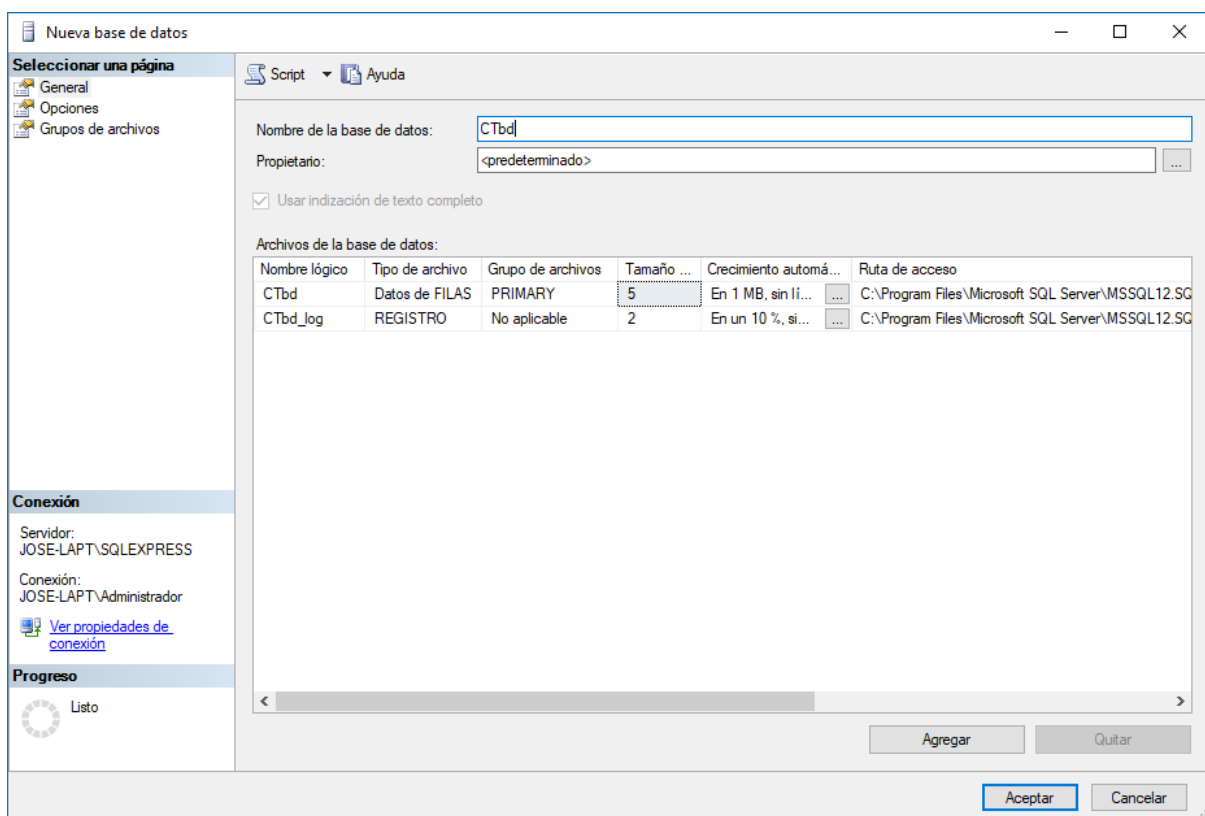 Nueva base de datos
Seleccionar una página
General
Opciones
Grupos de archivos
Script Ayuda
Nombre de la base de datos: CTbd
Propietario: <predeterminado> ...
Usar indización de texto completo
Archivos de la base de datos:
Nombre lógico Tipo de archivo Grupo de archivos Tamaño ... Crecimiento automá... Ruta de acceso
CTbd Datos de FILAS PRIMARY 5 En 1 MB, sin lí... ... C:\Program Files\Microsoft SQL Server\MSSQL12.SQ
CTbd_log REGISTRO No aplicable 2 En un 10 %, si... ... C:\Program Files\Microsoft SQL Server\MSSQL12.SQ
Conexión
Servidor:
JOSE-LAPT\SQLEXPRESS
Conexión:
JOSE-LAPT\Administrador
Ver propiedades de
conexión
Progreso
Listo
Agregar Quitar
Aceptar Cancelar